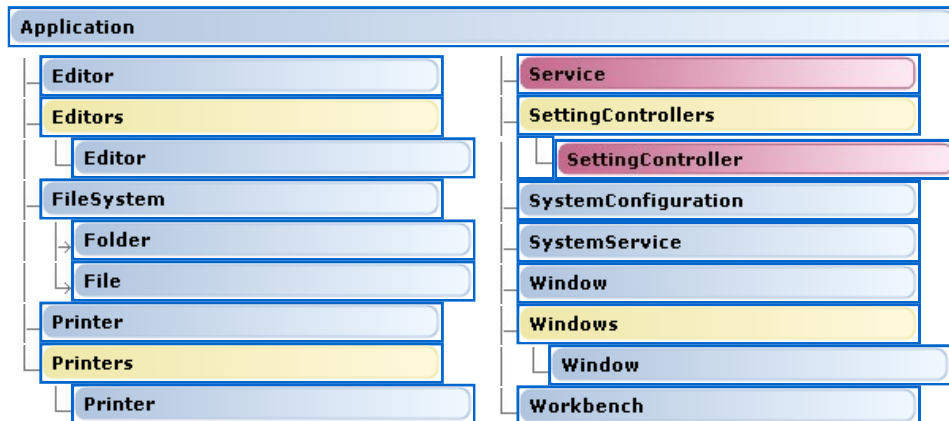 Application
Editor
Editors
Editor
FileSystem
Folder
File
Printer
Printers
Printer
Service
SettingControllers
SettingController
SystemConfiguration
SystemService
Window
Windows
Window
Workbench